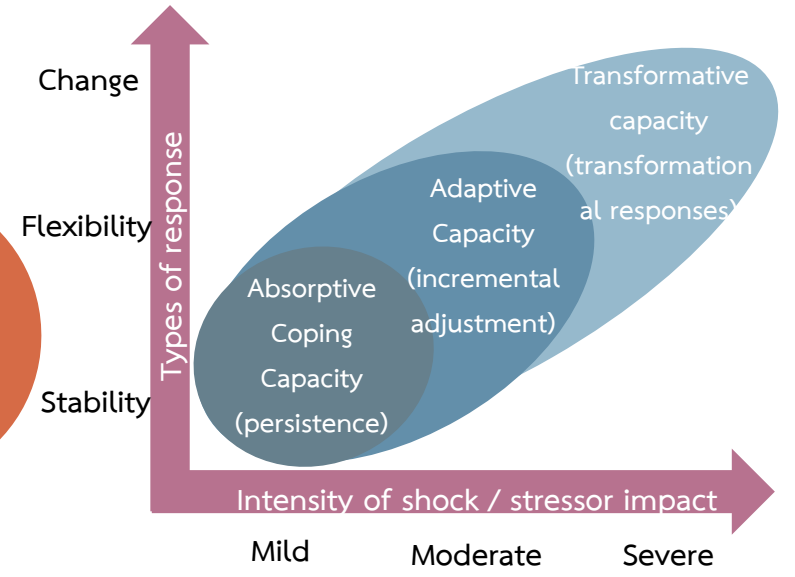 Change
Flexibility
Stability
Types of response
Transformative
capacity
(transformation
al responses)
Adaptive
Capacity
(incremental
adjustment)
Absorptive
Coping
Capacity
(persistence)
Intensity of shock / stressor impact
Mild
Moderate
Severe